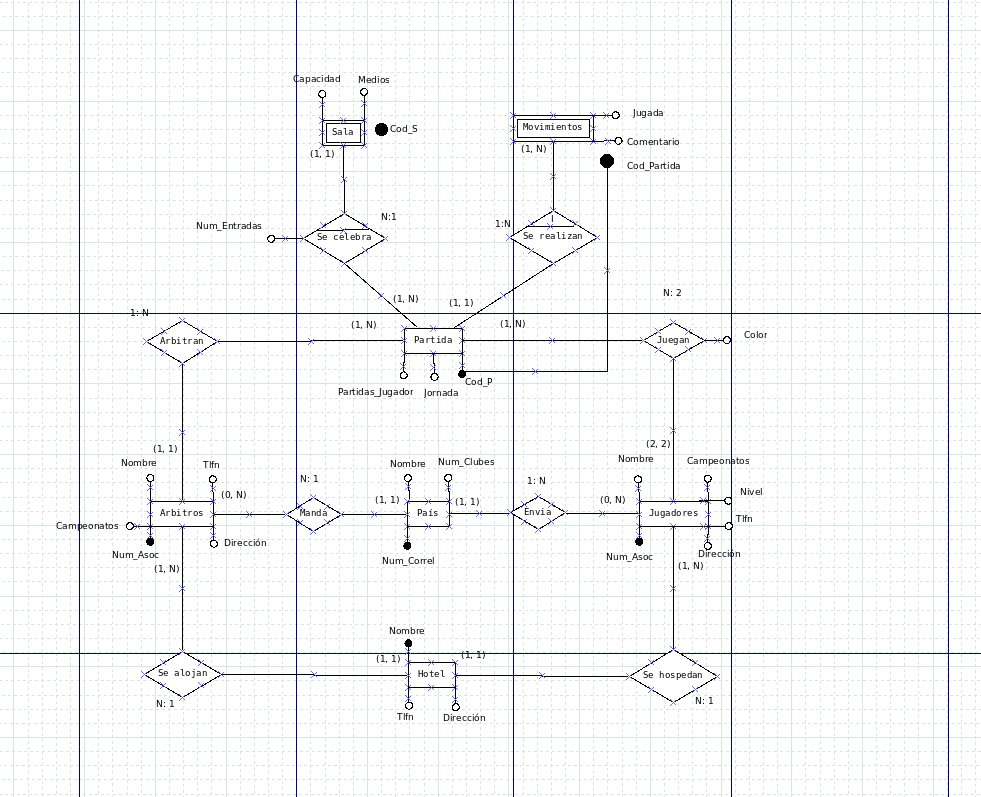 Capacidad
Medios
Sala
Cod_S
(1, 1)
Movimientos
Jugada
Comentario
(1, N)
Cod_Partida
Num_Entradas
N:1
Se celebra
1:N
Se realizan
(1, N)
(1, 1)
N: 2
1: N
Arbitran
(1, N)
Partida
(1, N)
Juegan
Color
Partidas_Jugador
Jornada
Cod_P
(1, 1)
(2, 2)
Nombre
Tlfn
Nombre
Num_Clubes
Nombre
Campeonatos
N: 1
1: N
(0, N)
(1, 1)
(1, 1)
(0, N)
Nivel
Campeonatos
Arbitros
Manda
País
Envia
Jugadores
Tlfn
Num_Asoc
Dirección
Num_Correl
Num_Asoc
Dirección
(1, N)
(1, N)
Nombre
(1, 1)
(1, 1)
Se alojan
Hotel
Se hospedan
N: 1
N: 1
Tlfn
Dirección